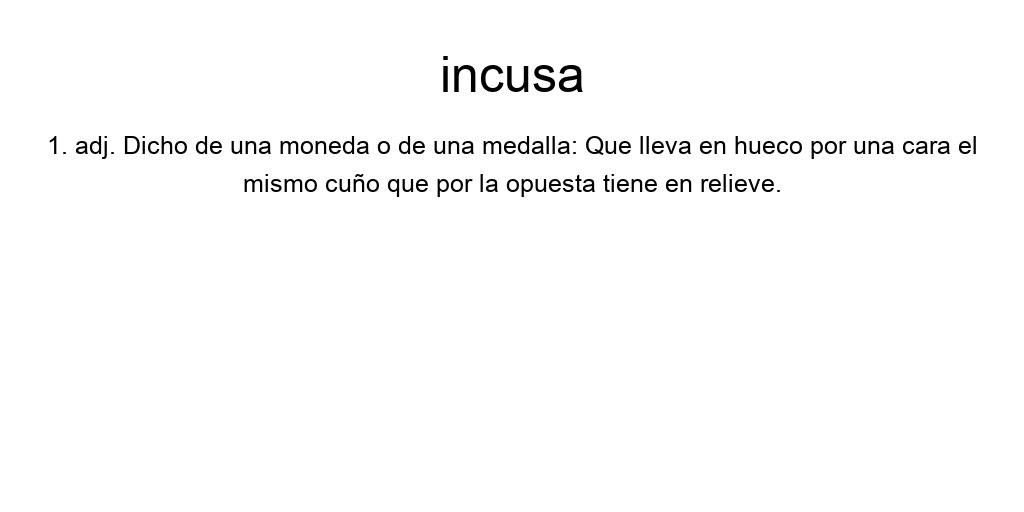 incusa
1. adj. Dicho de una moneda o de una medalla: Que lleva en hueco por una cara el
mismo cuño que por la opuesta tiene en relieve.